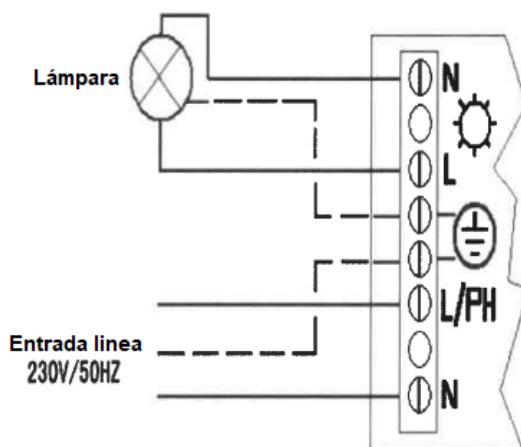 N
Lámpara
L
L/PH
Entrada linea
230V/50HZ
N